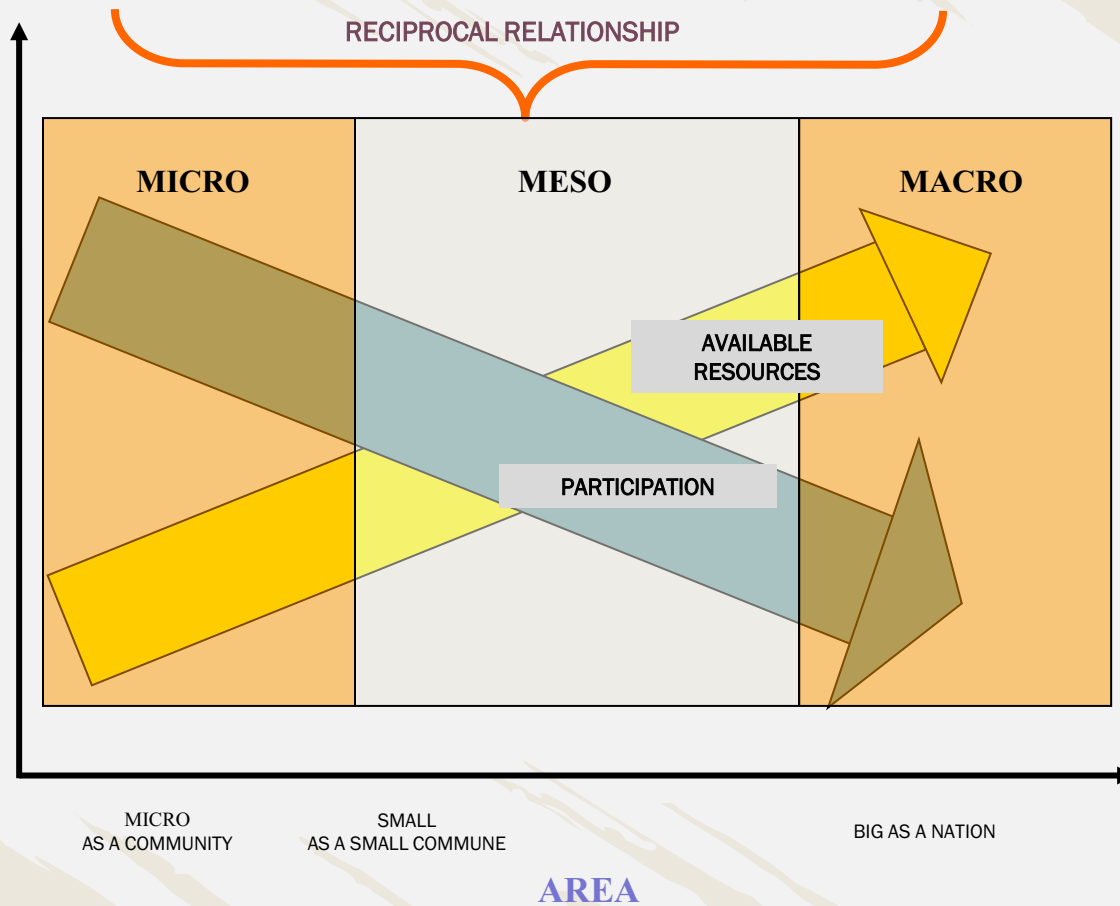 RECIPROCAL RELATIONSHIP
MICRO
MESO
MACRO
AVAILABLE
RESOURCES
PARTICIPATION
MICRO
AS A COMMUNITY
SMALL
AS A SMALL COMMUNE
BIG AS A NATION
AREA